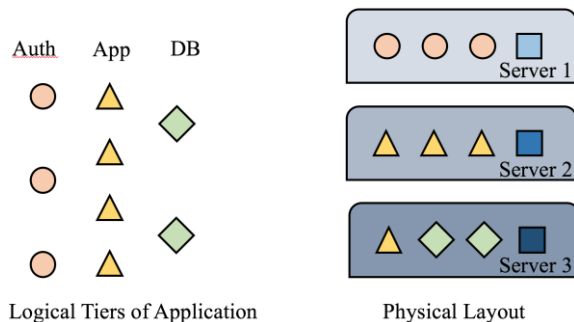 Auth App DB
Server 1
Server 2
Server 3
Logical Tiers of Application
Physical Layout